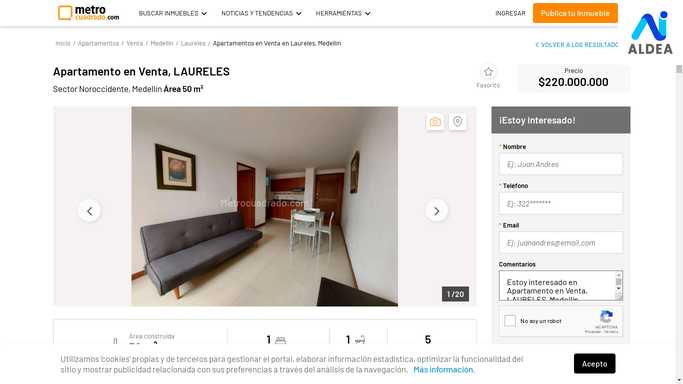 metro
cuadrado.com
BUSCAR INMUEBLES
NOTICIAS Y TENDENCIAS
HERRAMIENTAS
INGRESAR
Publica tu Inmueble
ALDEA
Inicio / Apartamentos / Venta / Medellín / Laureles / Apartamentos en Venta en Laureles, Medellín
VOLVER A LOS RESULTADO
Apartamento en Venta, LAURELES
Sector Noroccidente, Medellín Área 50 m²
Favorito
Precio
$220.000.000
Metrocuadrado.com
1 / 20
¡Estoy Interesado!
* Nombre
Ej: Juan Andres
* Teléfono
Ej: 322*******
* Email
Ej: juanandres@email.com
Comentarios
Estoy interesado en
Apartamento en Venta,
LAURELES, Medellín
No soy un robot
reCAPTCHA
Privacidad - Términos
Área construida
1
1
5
Utilizamos 'cookies' propias y de terceros para gestionar el portal, elaborar información estadística, optimizar la funcionalidad del
sitio y mostrar publicidad relacionada con sus preferencias a través del análisis de la navegación. Más información.
Acepto